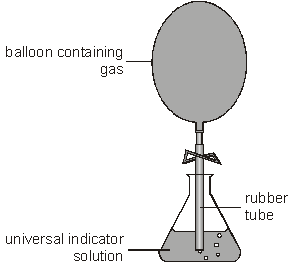 balloon containing
gas
rubber
tube
universal indicator
solution